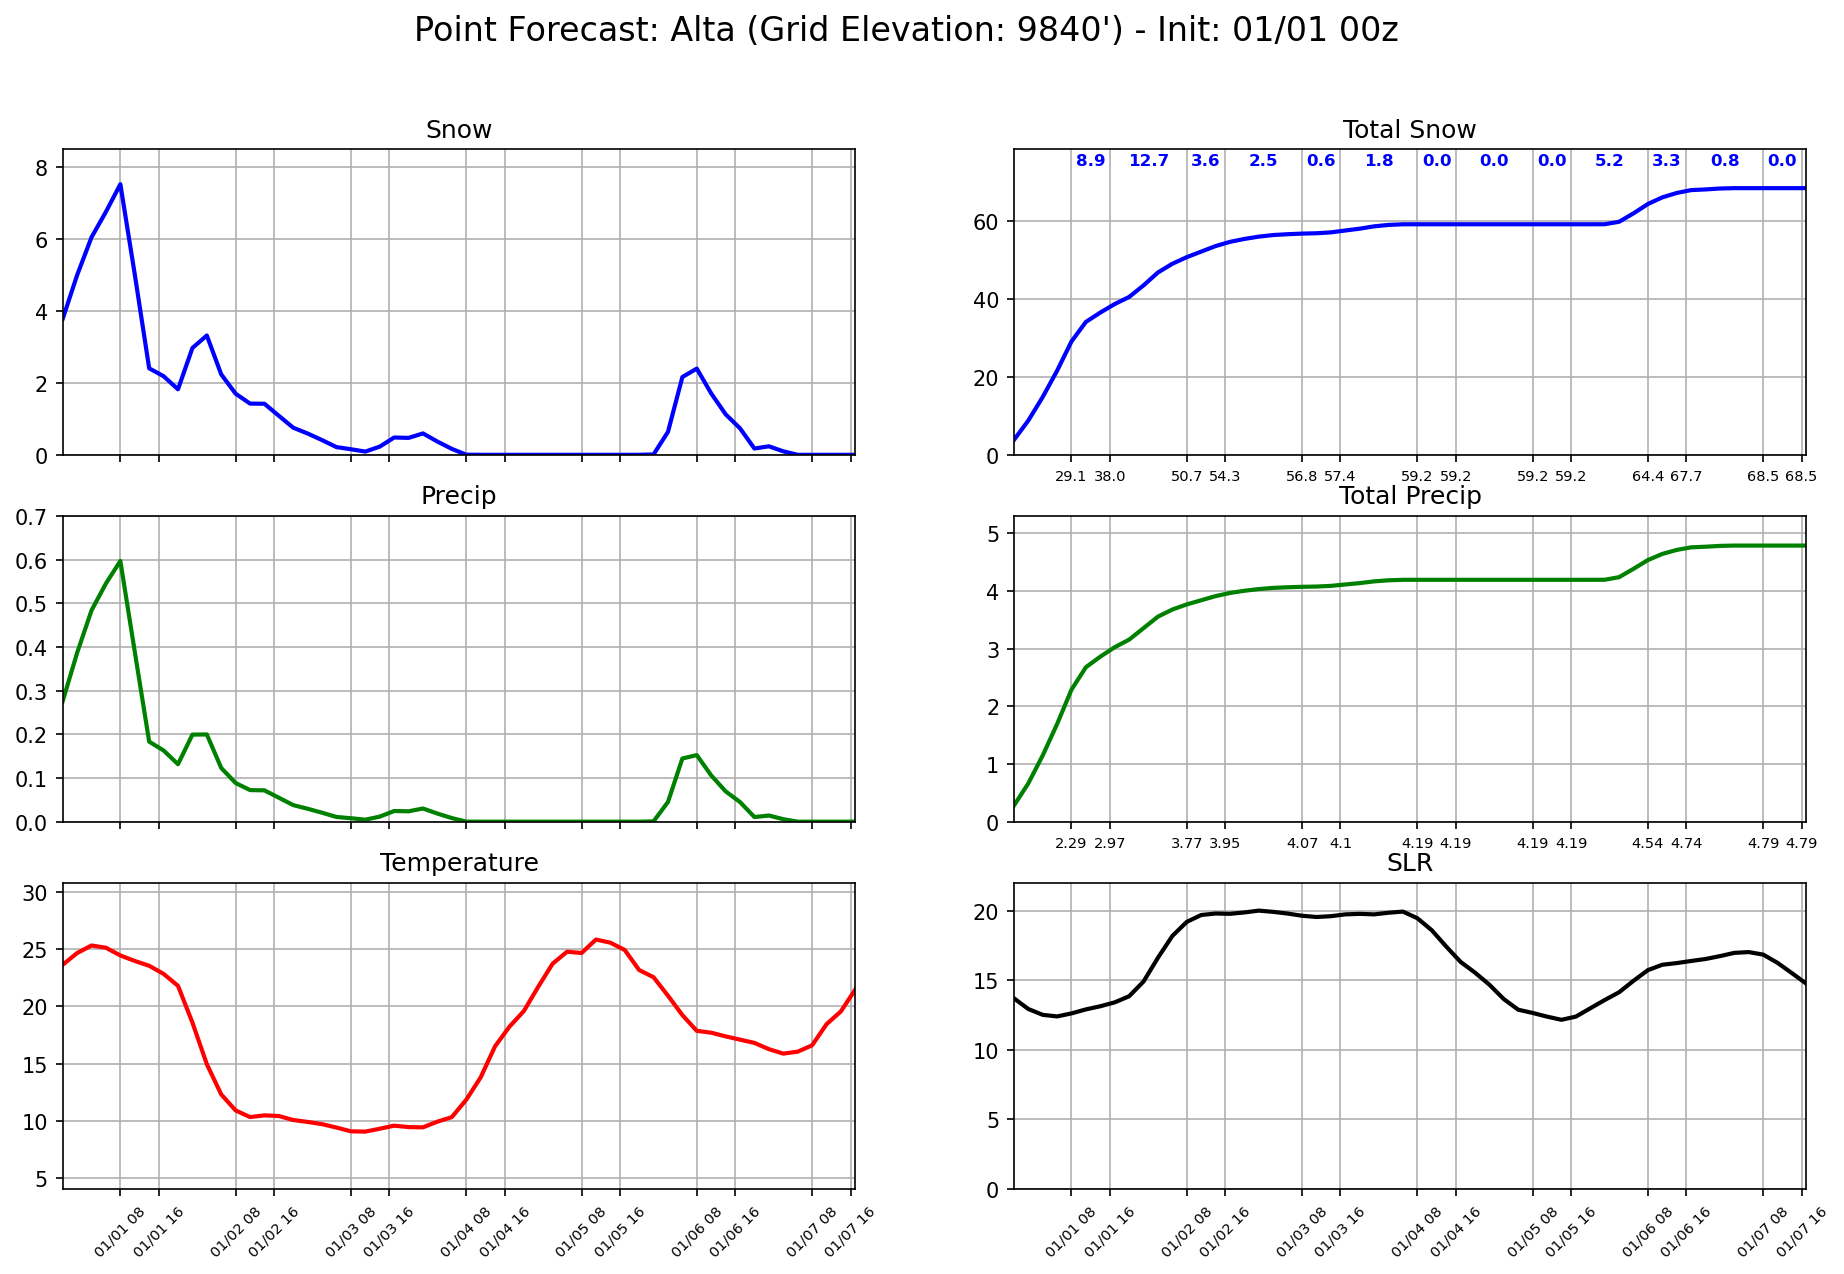 Point Forecast: Alta (Grid Elevation: 9840') - Init: 01/01 00z
Snow
8
6
4
2
0
Total Snow
8.9 12.7 3.6 2.5 0.6 1.8 0.0 0.0 0.0 5.2 3.3 0.8 0.0
60
40
20
0
29.1 38.0 50.7 54.3 56.8 57.4 59.2 59.2 59.2 59.2 64.4 67.7 68.5 68.5
Precip
0.7
0.6
0.5
0.4
0.3
0.2
0.1
0.0
Total Precip
5
4
3
2
1
0
2.29 2.97 3.77 3.95 4.07 4.1 4.19 4.19 4.19 4.19 4.54 4.74 4.79 4.79
Temperature
30
25
20
15
10
5
01/01 08 01/01 16 01/02 08 01/02 16 01/03 08 01/03 16 01/04 08 01/04 16 01/05 08 01/05 16 01/06 08 01/06 16 01/07 08 01/07 16
SLR
20
15
10
5
0
01/01 08 01/01 16 01/02 08 01/02 16 01/03 08 01/03 16 01/04 08 01/04 16 01/05 08 01/05 16 01/06 08 01/06 16 01/07 08 01/07 16